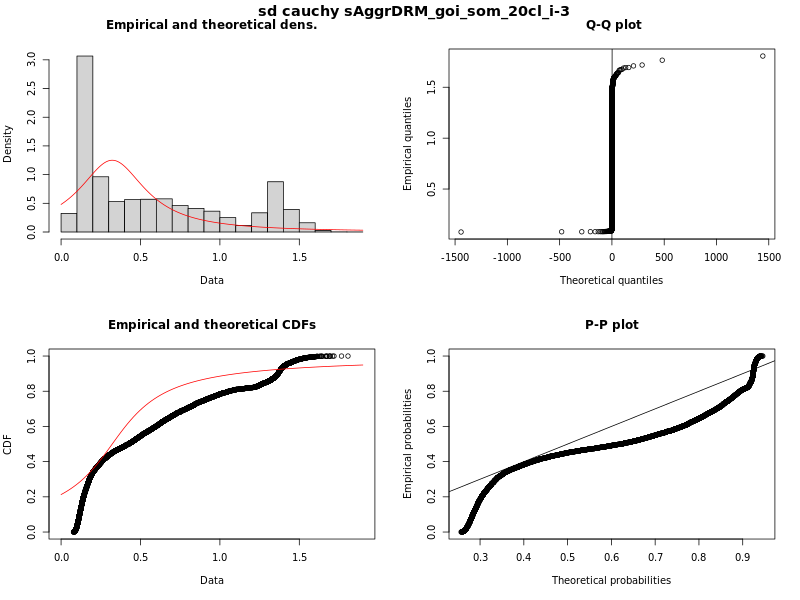 sd cauchy sAggrDRM_goi_som_20cl_i-3
Empirical and theoretical dens.
Density
0.0 0.5 1.0 1.5 2.0 2.5 3.0
0.0 0.5 1.0 1.5
Data
Q-Q plot
Empirical quantiles
0.5 1.0 1.5
-1500 -1000 -500 0 500 1000 1500
Theoretical quantiles
Empirical and theoretical CDFs
CDF
0.0 0.2 0.4 0.6 0.8 1.0
0.0 0.5 1.0 1.5
Data
P-P plot
Empirical probabilities
0.0 0.2 0.4 0.6 0.8 1.0
0.3 0.4 0.5 0.6 0.7 0.8 0.9
Theoretical probabilities